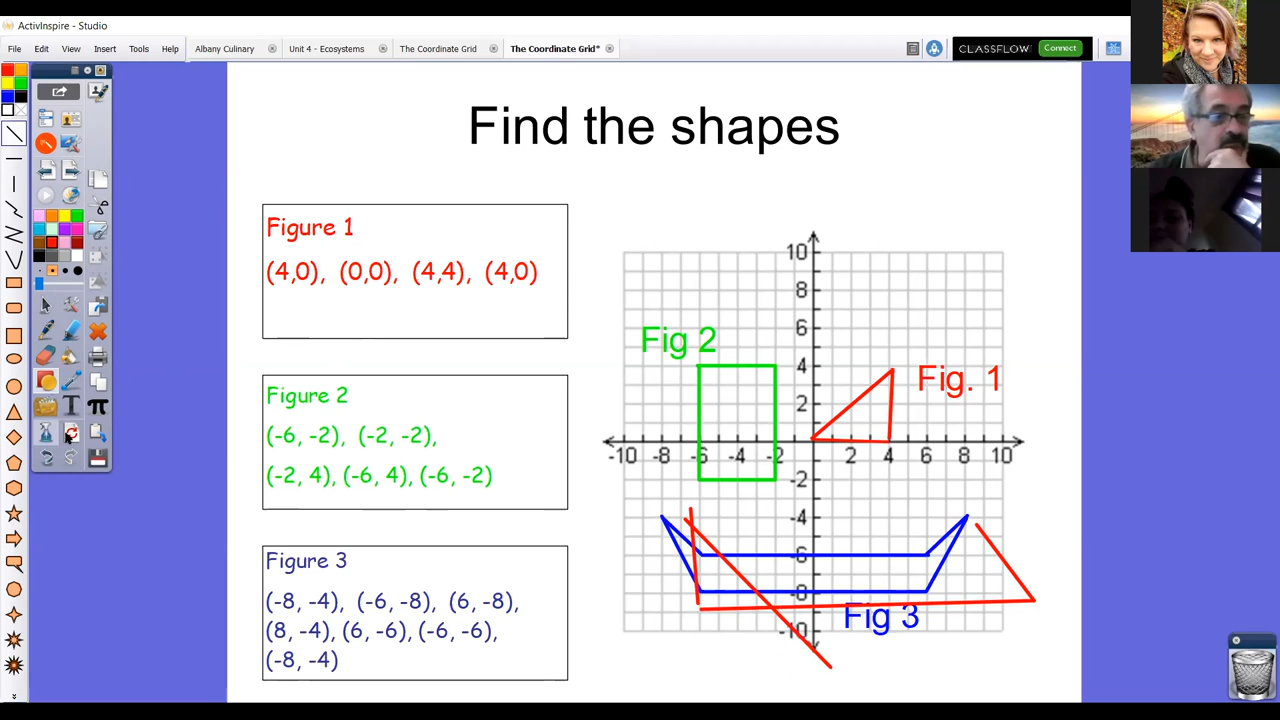 ActivInspire - Studio
File Edit View Insert Tools Help
Albany Culinary Unit 4 - Ecosystems The Coordinate Grid The Coordinate Grid*
CLASSFLOW Connect
Find the shapes
Figure 1
(4,0), (0,0), (4,4), (4,0)
Figure 2
(-6, -2), (-2, -2),
(-2, 4), (-6, 4), (-6, -2)
Figure 3
(-8, -4), (-6, -8), (6, -8),
(8, -4), (6, -6), (-6, -6),
(-8, -4)
10
8
6
Fig 2
4
Fig. 1
2
-10 -8 -6 -4 -2 2 4 6 8 10
-2
-4
-6
-8
Fig 3
-10